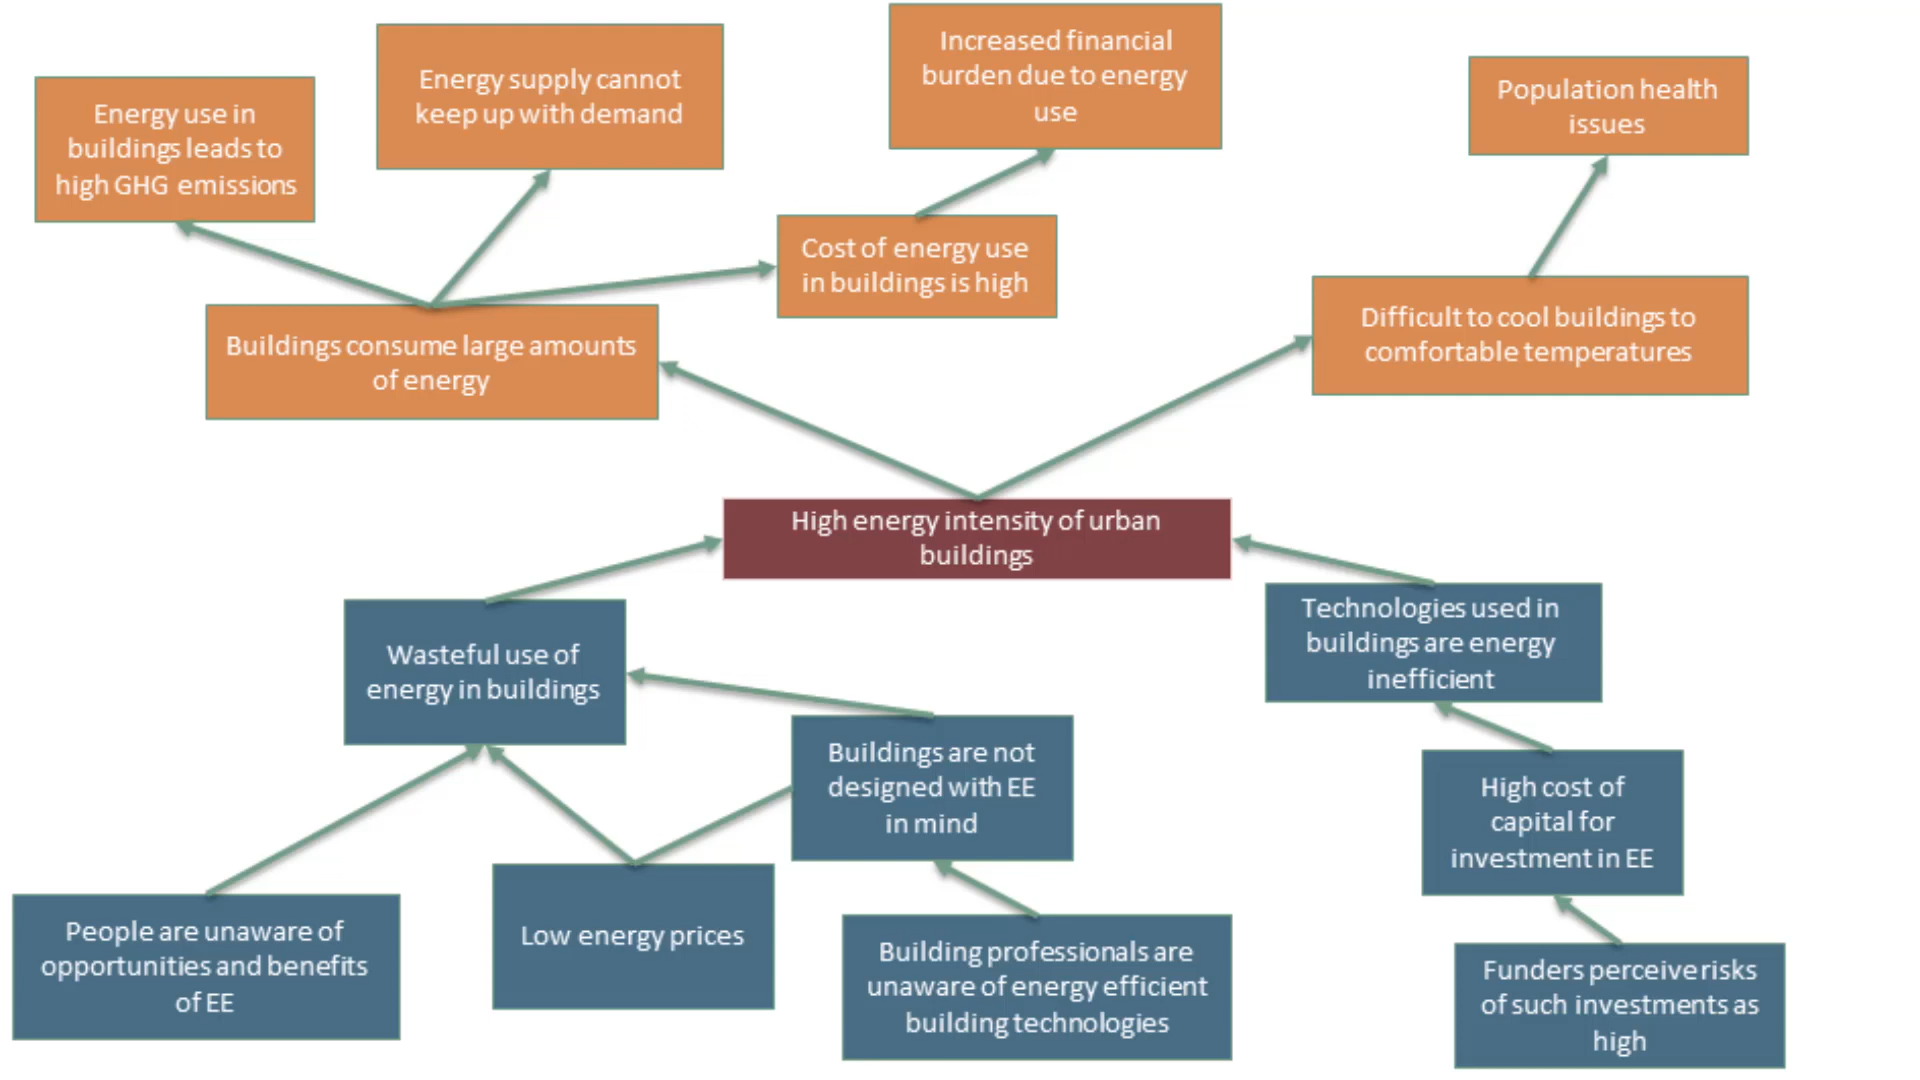 Increased financial
burden due to energy
use
Energy supply cannot
keep up with demand
Population health
issues
Energy use in
buildings leads to
high GHG emissions
Cost of energy use
in buildings is high
Difficult to cool buildings to
comfortable temperatures
Buildings consume large amounts
of energy
High energy intensity of urban
buildings
Technologies used in
buildings are energy
inefficient
Wasteful use of
energy in buildings
Buildings are not
designed with EE
in mind
High cost of
capital for
investment in EE
People are unaware of
opportunities and benefits
of EE
Low energy prices
Building professionals are
unaware of energy efficient
building technologies
Funders perceive risks
of such investments as
high